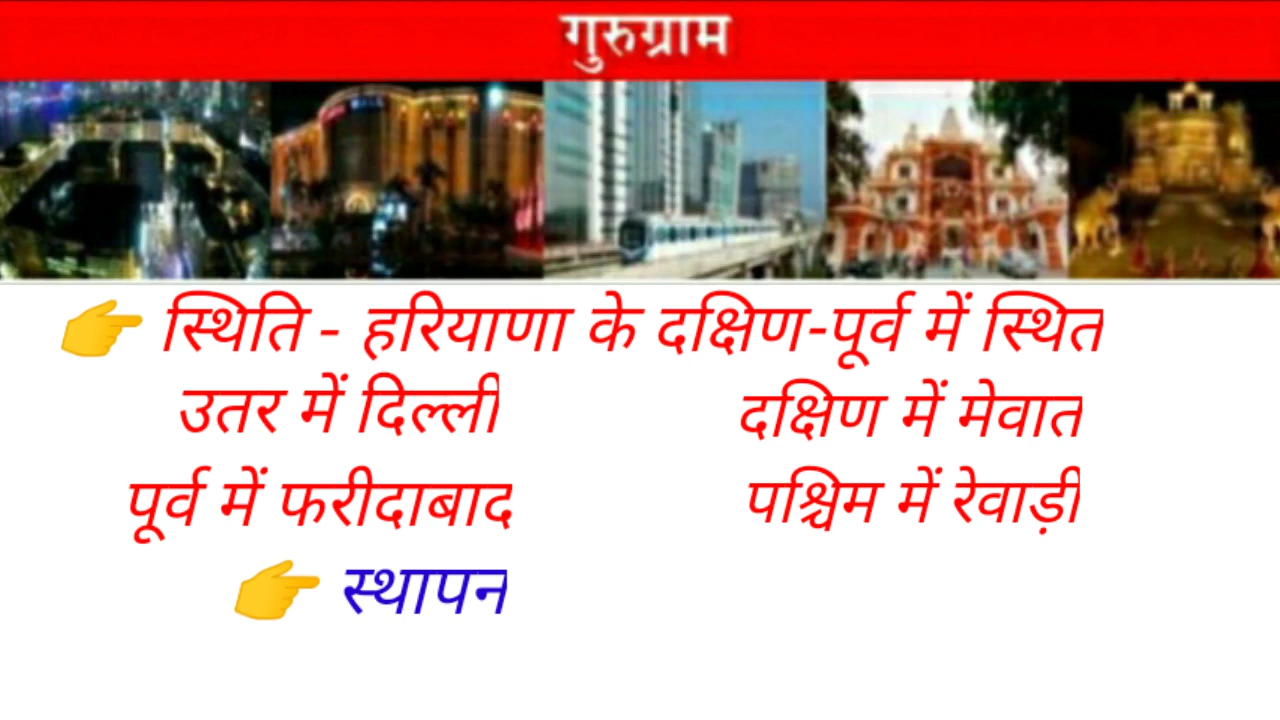 गुरुग्राम
👉 स्थिति - हरियाणा के दक्षिण-पूर्व में स्थित
उतर में दिल्ली दक्षिण में मेवात
पूर्व में फरीदाबाद पश्चिम में रेवाड़ी
👉 स्थापन